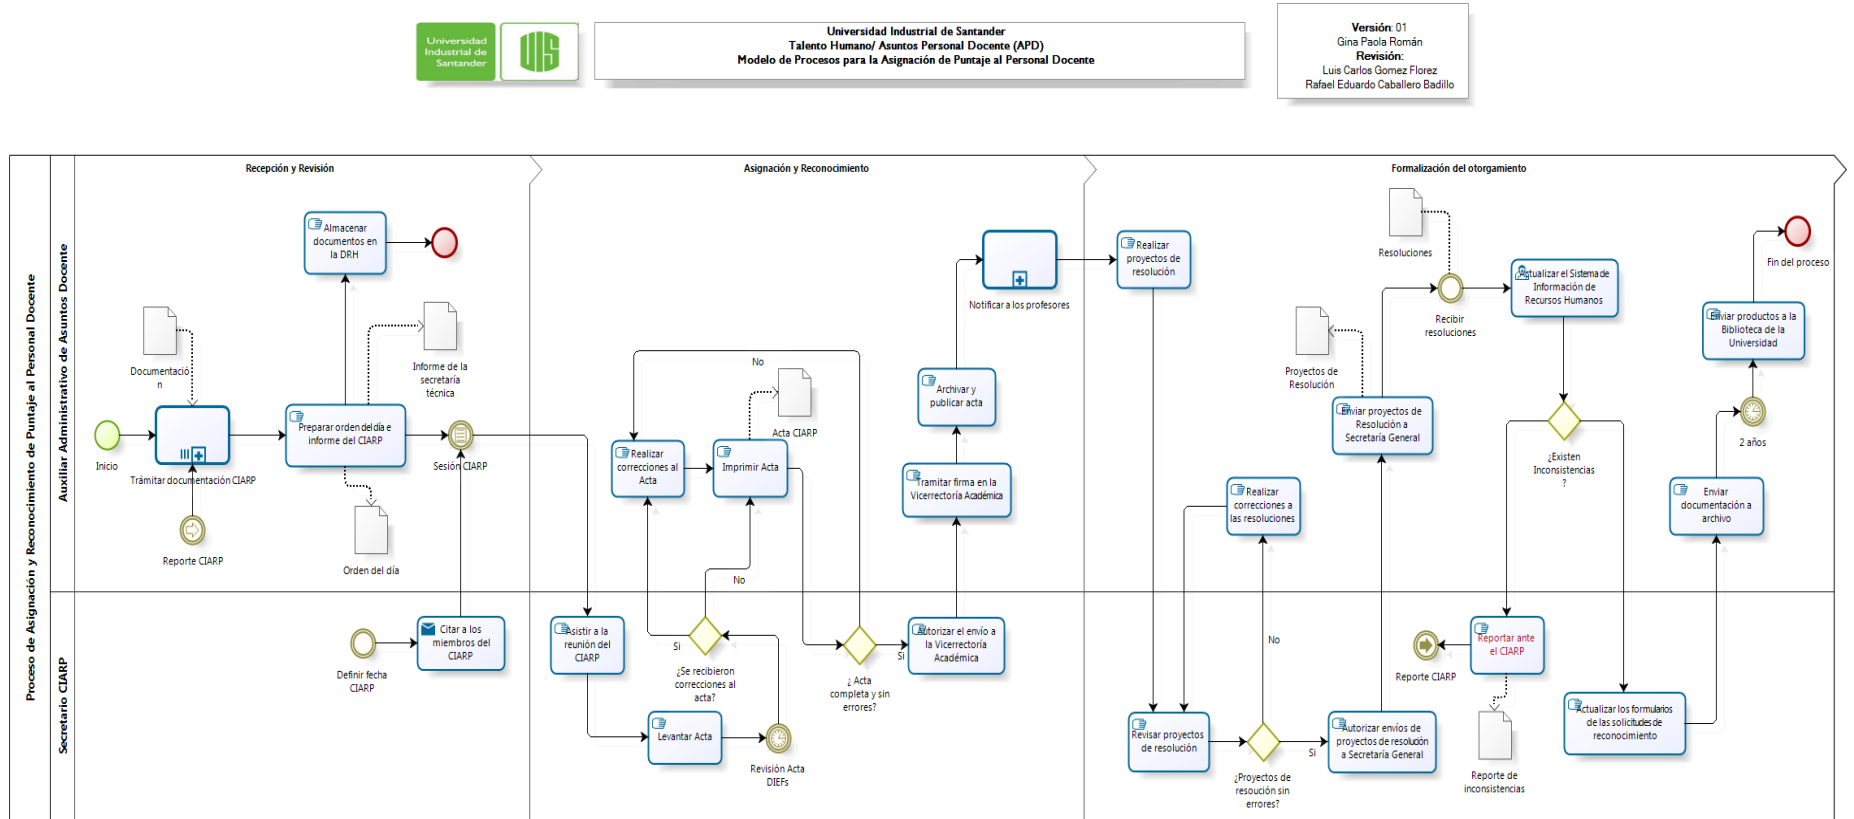 Universidad
Industrial de
Santander
Universidad Industrial de Santander
Talento Humano/ Asuntos Personal Docente (APD)
Modelo de Procesos para la Asignación de Puntaje al Personal Docente
Versión: 01
Gina Paola Román
Revisión:
Luis Carlos Gomez Florez
Rafael Eduardo Caballero Badillo
Proceso de Asignación y Reconocimiento de Puntaje al Personal Docente
Auxiliar Administrativo de Asuntos Docente
Secretario CIARP
Recepción y Revisión
Almacenar
documentos en
la DRH
Documentació
n
Informe de la
secretaría
técnica
Inicio
Trámitar documentación CIARP
Preparar orden del día e
informe del CIARP
Sesión CIARP
Reporte CIARP
Orden del día
Definir fecha
CIARP
Citar a los
miembros del
CIARP
Asignación y Reconocimiento
Notificar a los profesores
No
Archivar y
publicar acta
Acta CIARP
Realizar
correcciones al
Acta
Imprimir Acta
Tramitar firma en la
Vicerrectoría Académica
No
Asistir a la
reunión del
CIARP
Si
¿Se recibieron
correcciones al
acta?
¿ Acta
completa y sin
errores?
Si
Autorizar el envío a
la Vicerrectoría
Académica
Levantar Acta
Revisión Acta
DIEFs
Formalización del otorgamiento
Realizar
proyectos de
resolución
Resoluciones
Recibir
resoluciones
Actualizar el Sistema de
Información de
Recursos Humanos
Fin del proceso
Enviar productos a la
Biblioteca de la
Universidad
Proyectos de
Resolución
Enviar proyectos de
Resolución a
Secretaría General
¿Existen
Inconsistencias
?
2 años
Realizar
correcciones a
las resoluciones
Enviar
documentación a
archivo
No
Reportar ante
el CIARP
Reporte CIARP
Revisar proyectos
de resolución
¿Proyectos de
resoución sin
errores?
Si
Autorizar envíos de
proyectos de resolución
a Secretaría General
Reporte de
inconsistencias
Actualizar los formularios
de las solicitudes de
reconocimiento